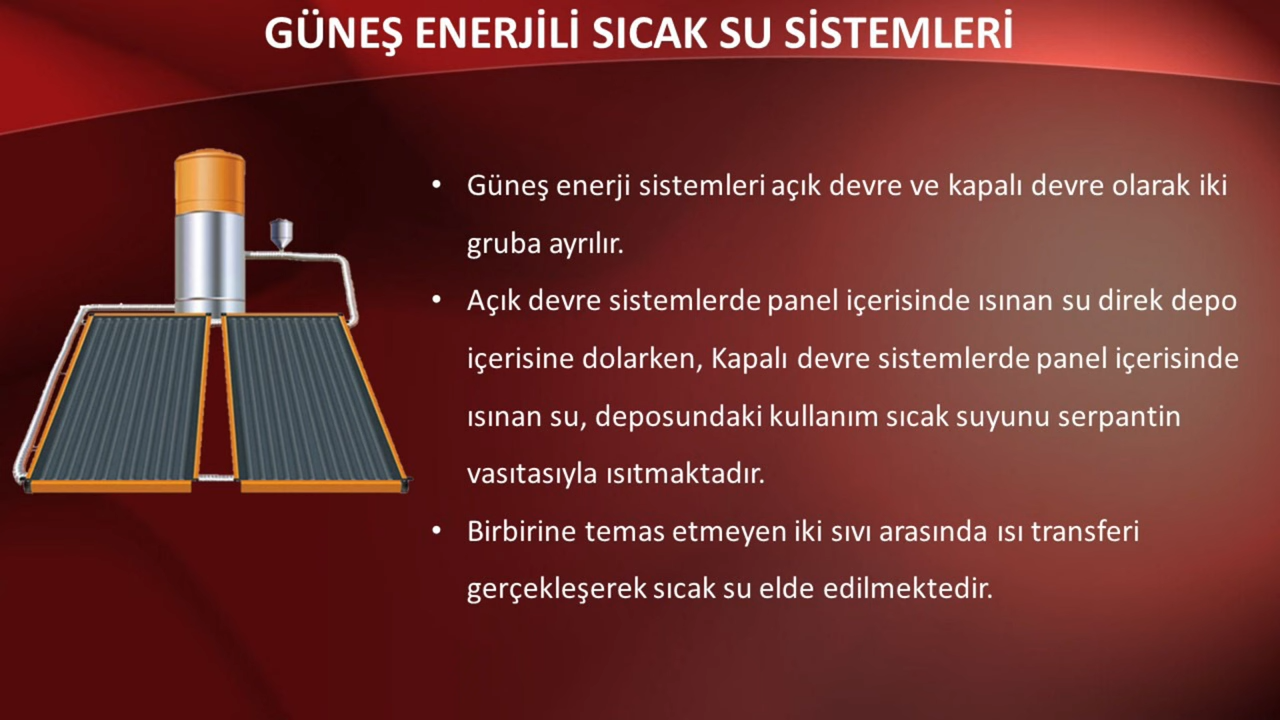 GÜNEŞ ENERJİLİ SICAK SU SİSTEMLERİ
• Güneş enerji sistemleri açık devre ve kapalı devre olarak iki
gruba ayrılır.
• Açık devre sistemlerde panel içerisinde ısınan su direk depo
içerisine dolarken, Kapalı devre sistemlerde panel içerisinde
ısınan su, deposundaki kullanım sıcak suyunu serpantin
vasıtasıyla ısıtmaktadır.
• Birbirine temas etmeyen iki sıvı arasında ısı transferi
gerçekleşerek sıcak su elde edilmektedir.